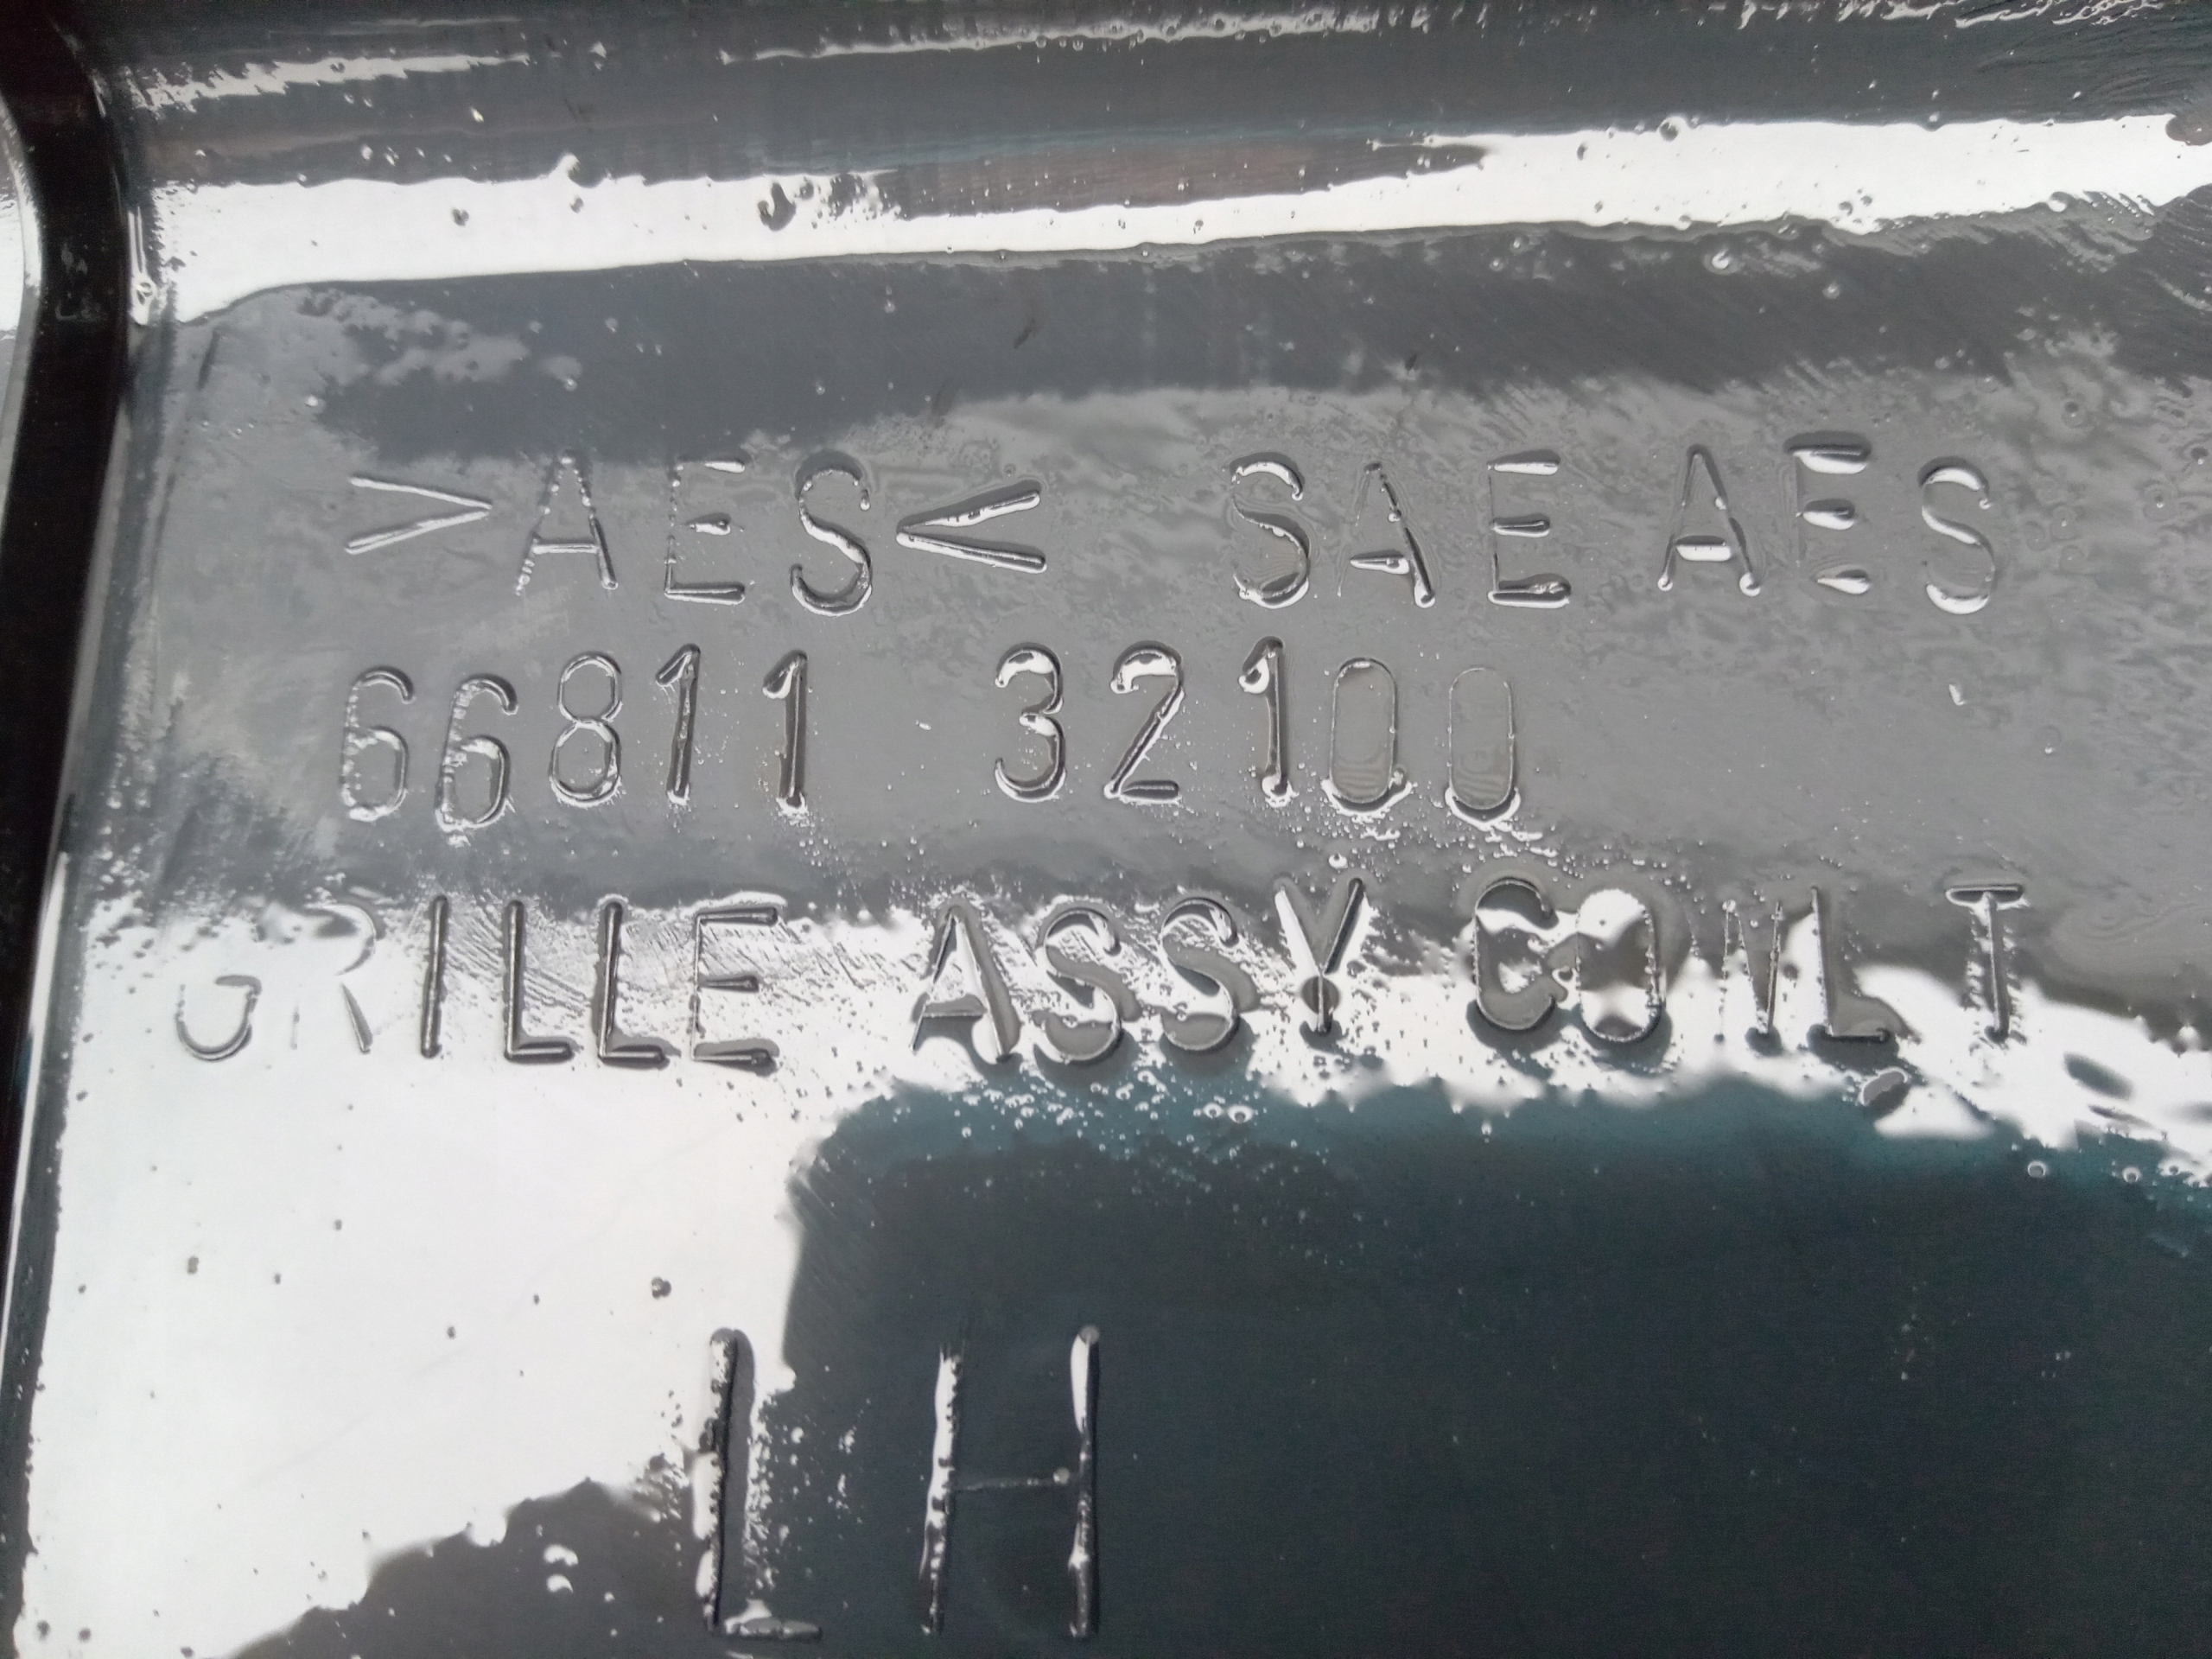 >AES< SAE AES
66811 32100
GRILLE ASSY COWL, T
LH